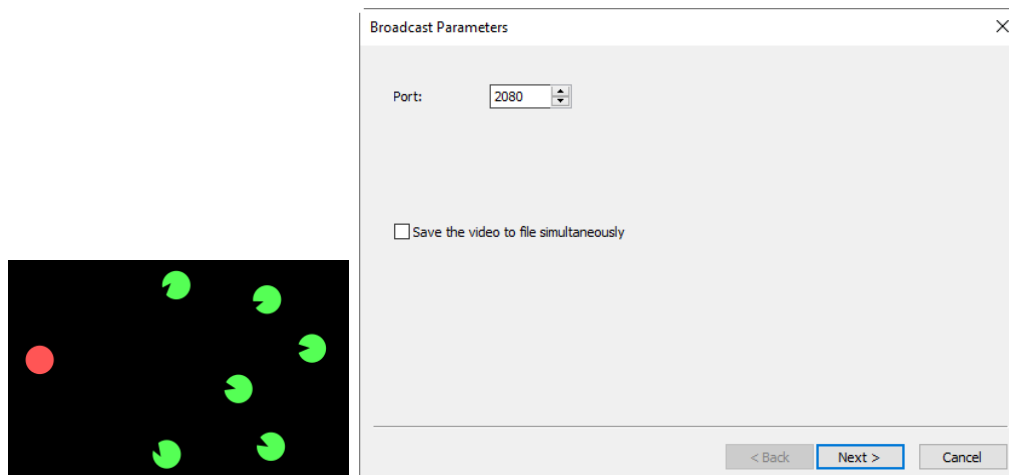 Broadcast Parameters
Port: 2080
Save the video to file simultaneously
< Back Next > Cancel